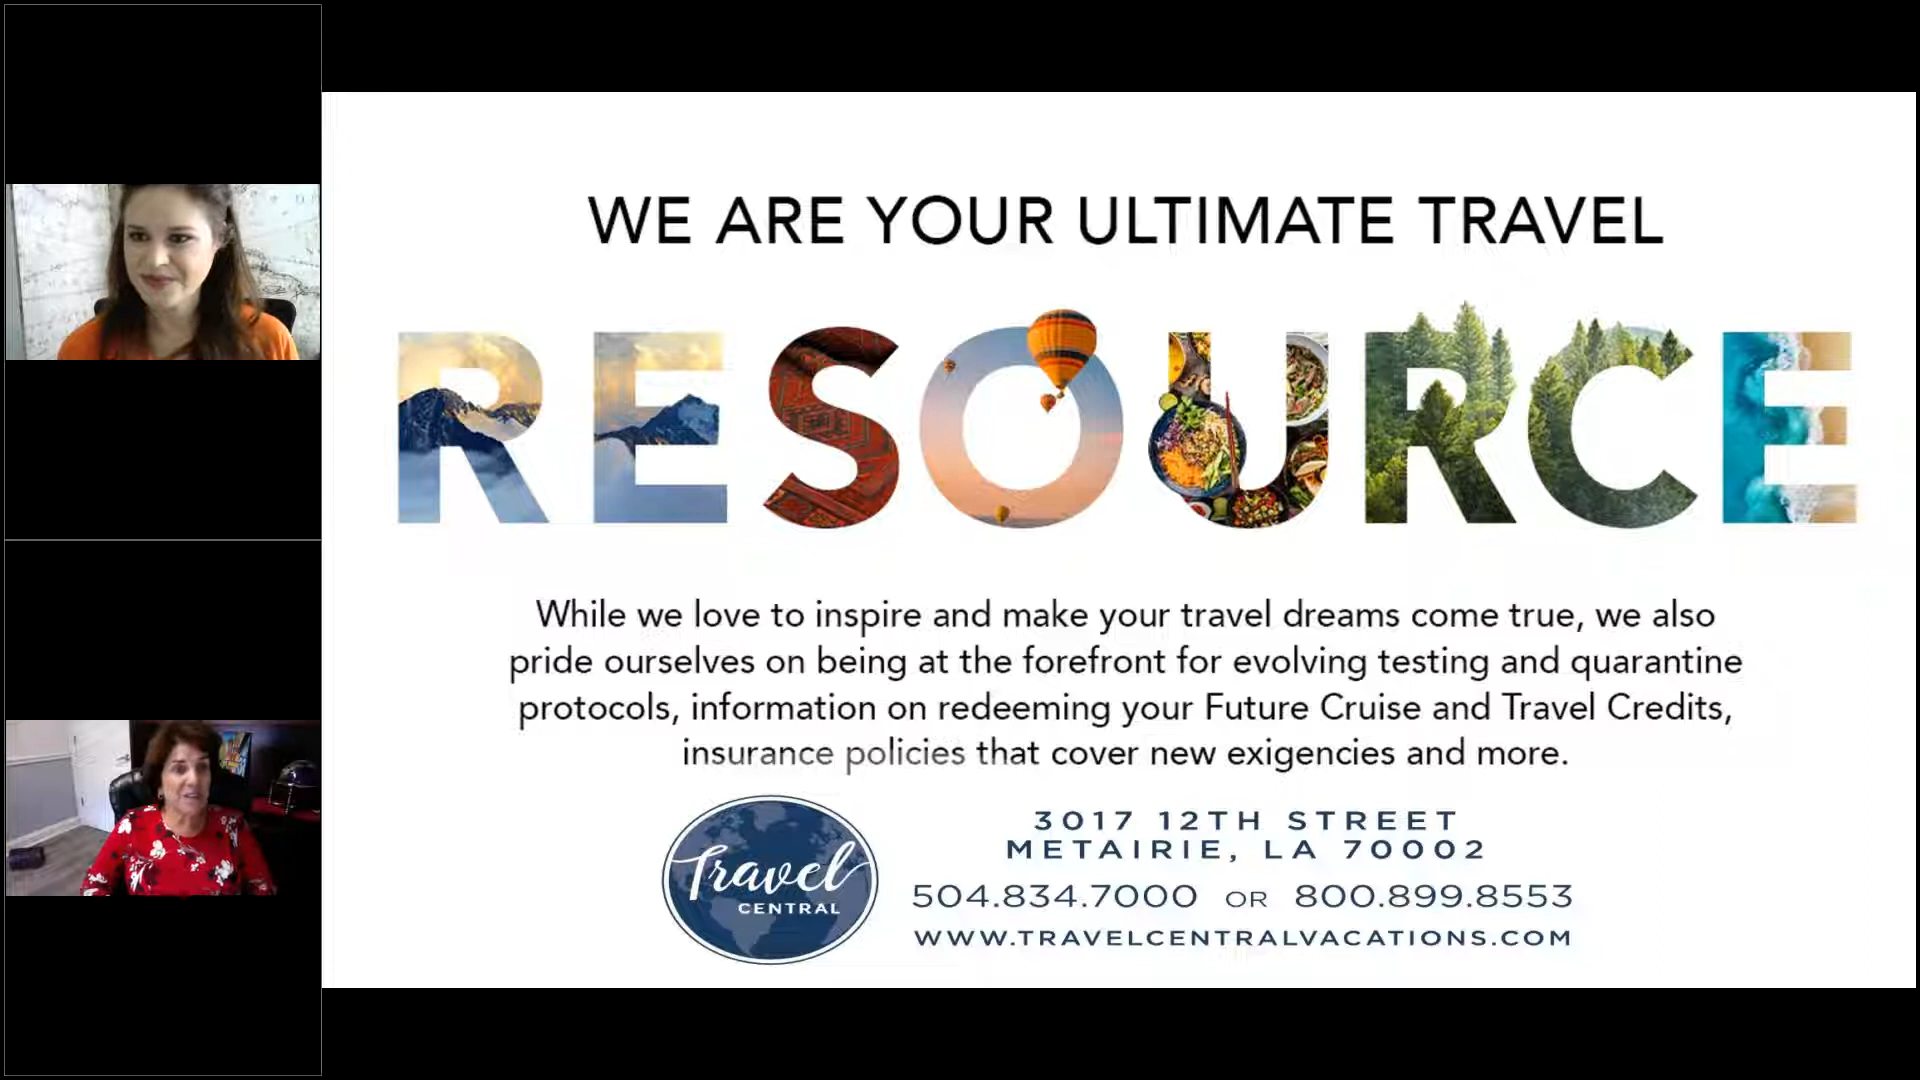 WE ARE YOUR ULTIMATE TRAVEL
RESOURCE
While we love to inspire and make your travel dreams come true, we also
pride ourselves on being at the forefront for evolving testing and quarantine
protocols, information on redeeming your Future Cruise and Travel Credits,
insurance policies that cover new exigencies and more.
Travel
CENTRAL
3017 12TH STREET
METAIRIE, LA 70002
504.834.7000 OR 800.899.8553
WWW.TRAVELCENTRALVACATIONS.COM